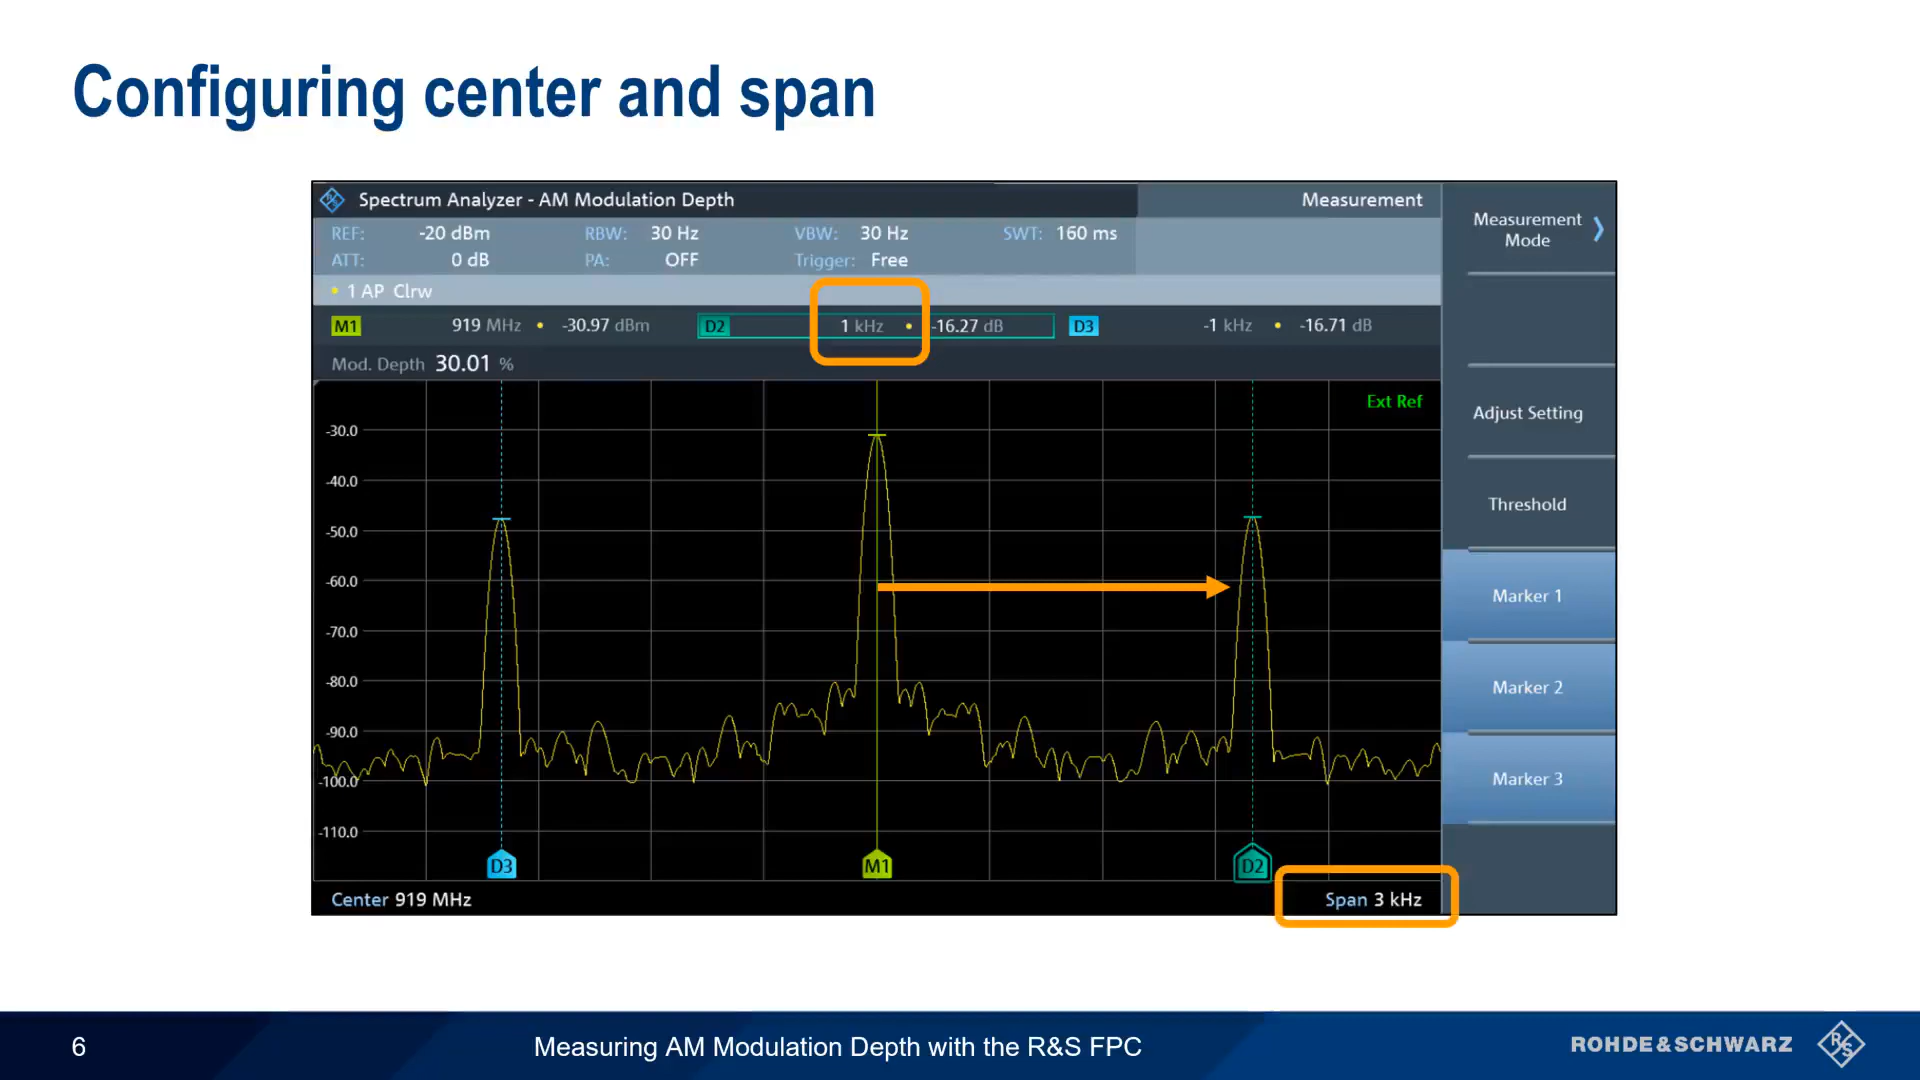 Configuring center and span
Spectrum Analyzer - AM Modulation Depth
Measurement
REF: -20 dBm RBW: 30 Hz VBW: 30 Hz SWT: 160 ms
ATT: 0 dB PA: OFF Trigger: Free
• 1 AP Clrw
M1 919 MHz • -30.97 dBm D2 1 kHz • -16.27 dB D3 -1 kHz • -16.71 dB
Mod. Depth 30.01 %
Ext Ref
-30.0
-40.0
-50.0
-60.0
-70.0
-80.0
-90.0
-100.0
-110.0
D3 M1 D2
Center 919 MHz Span 3 kHz
Measurement
Mode
Adjust Setting
Threshold
Marker 1
Marker 2
Marker 3
6 Measuring AM Modulation Depth with the R&S FPC ROHDE&SCHWARZ R&S